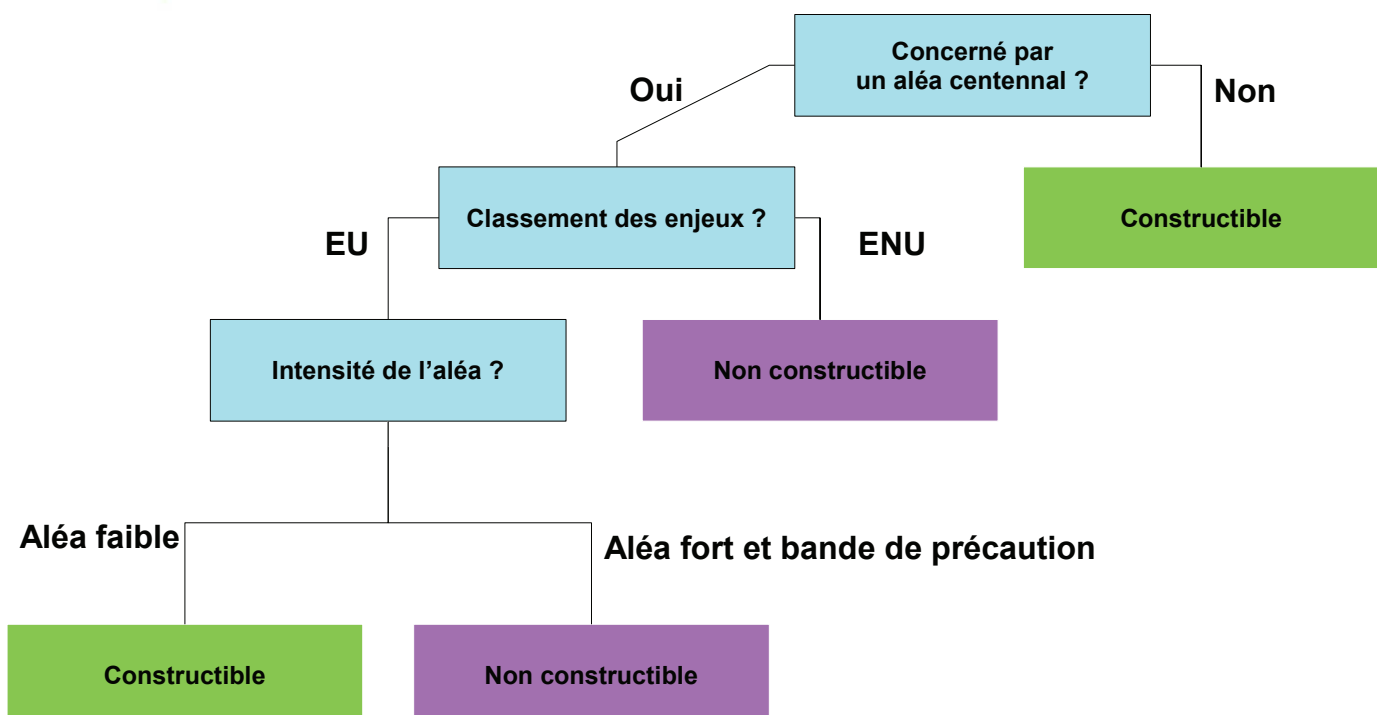 Concerné par
un aléa centennal ?
Oui
Non
Classement des enjeux ?
Constructible
EU
ENU
Intensité de l’aléa ?
Non constructible
Aléa faible
Aléa fort et bande de précaution
Constructible
Non constructible